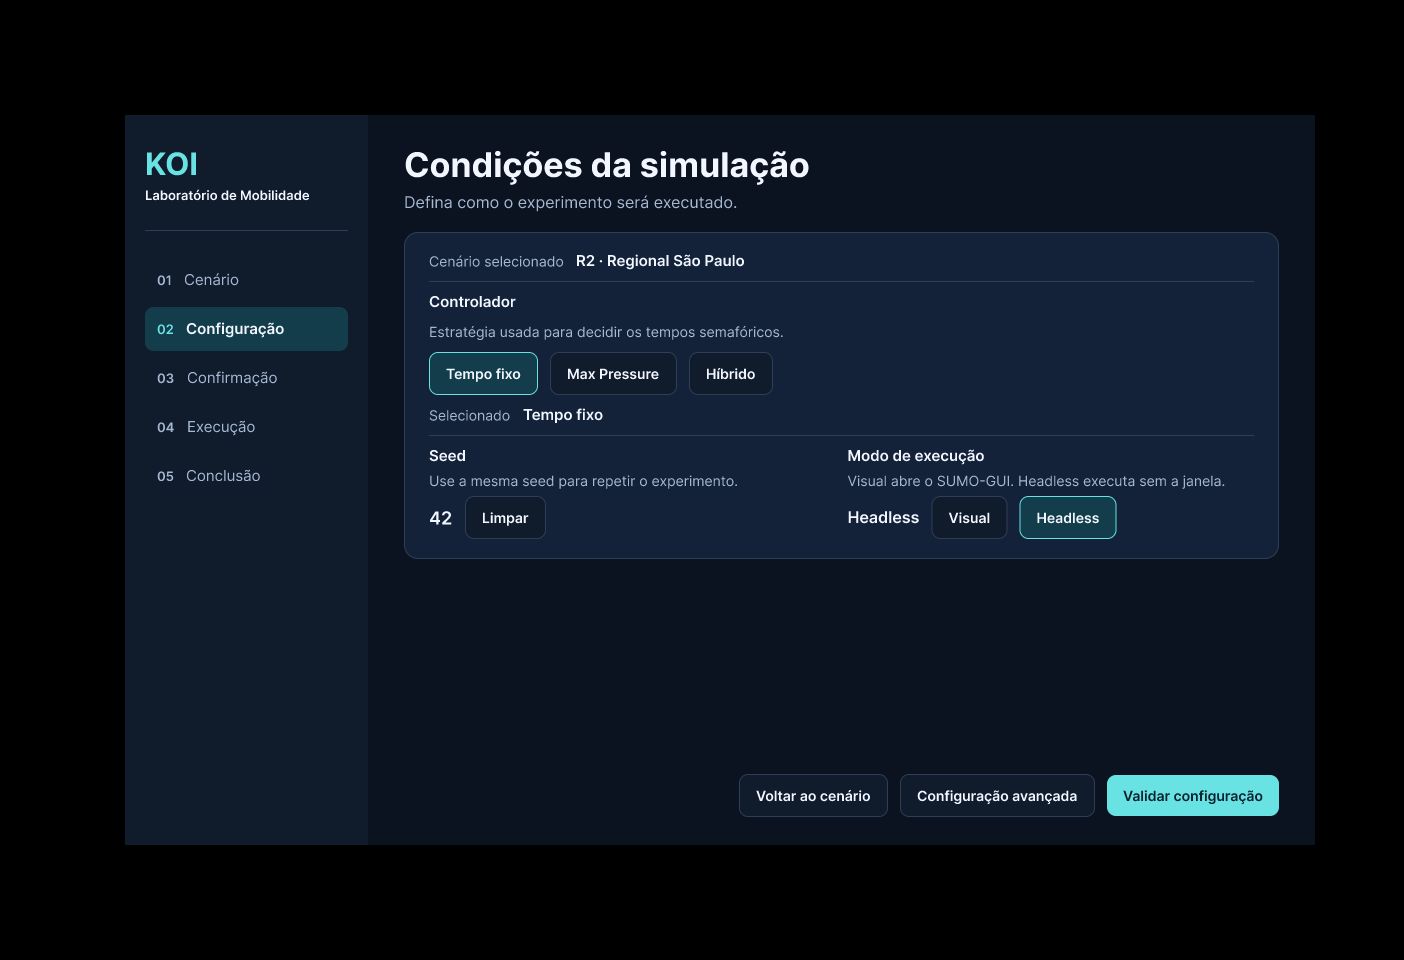 KOI
Laboratório de Mobilidade
01 Cenário
02 Configuração
03 Confirmação
04 Execução
05 Conclusão
Condições da simulação
Defina como o experimento será executado.
Cenário selecionado R2 · Regional São Paulo
Controlador
Estratégia usada para decidir os tempos semafóricos.
Tempo fixo Max Pressure Híbrido
Selecionado Tempo fixo
Seed
Use a mesma seed para repetir o experimento.
42 Limpar
Modo de execução
Visual abre o SUMO-GUI. Headless executa sem a janela.
Headless Visual Headless
Voltar ao cenário Configuração avançada Validar configuração